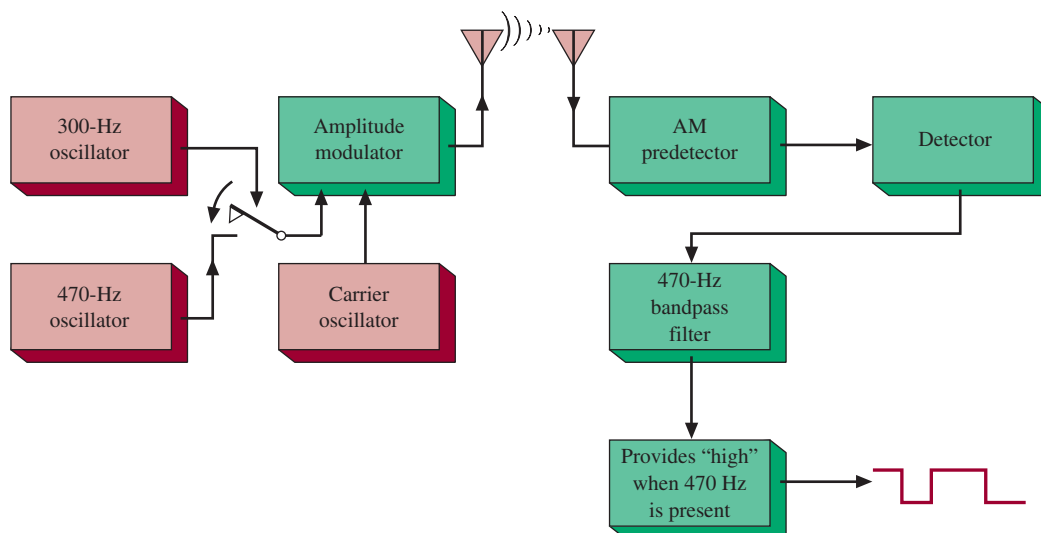 300-Hz
oscillator
Amplitude
modulator
AM
predetector
Detector
470-Hz
oscillator
Carrier
oscillator
470-Hz
bandpass
filter
Provides “high”
when 470 Hz
is present